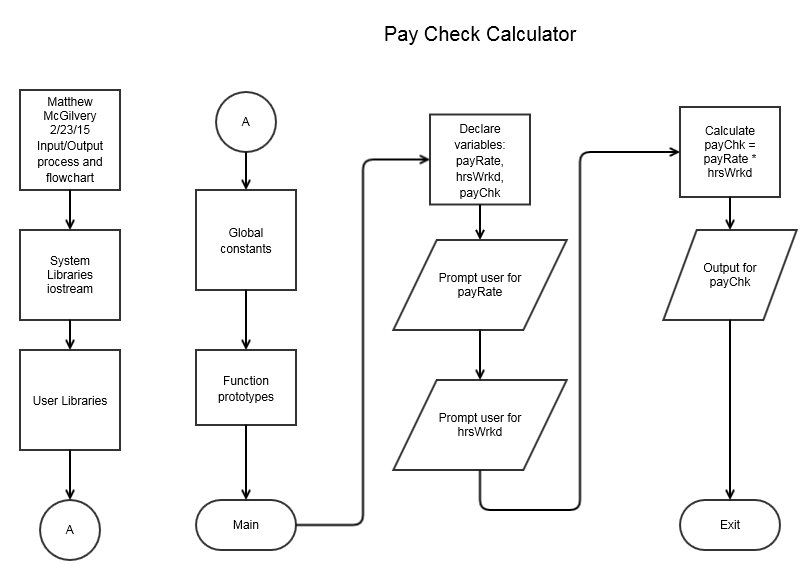 Pay Check Calculator
Matthew
McGilvery
2/23/15
Input/Output
process and
flowchart
System
Libraries
iostream
User Libraries
A
A
Global
constants
Function
prototypes
Main
Declare
variables:
payRate,
hrsWrkd,
payChk
Prompt user for
payRate
Prompt user for
hrsWrkd
Calculate
payChk =
payRate *
hrsWrkd
Output for
payChk
Exit